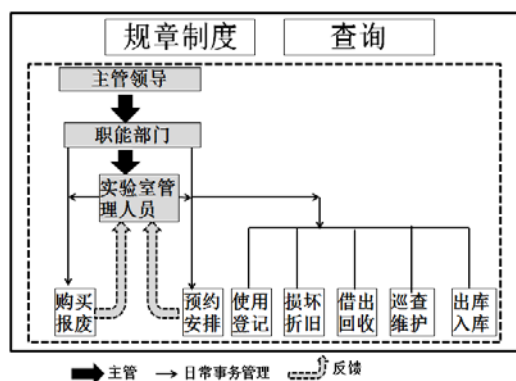 规章制度 查询
主管领导
职能部门
实验室管
理人员
购买 预约 使用 损坏 借出 巡查 出库
报废 安排 登记 折旧 回收 维护 入库
主管 日常事务管理 反馈